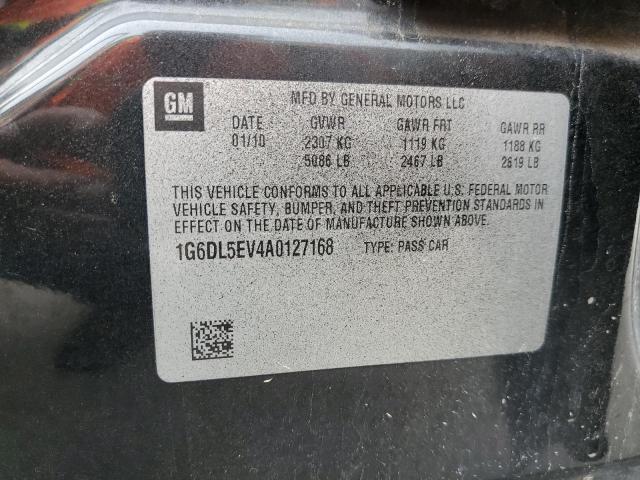 GM
MFD BY GENERAL MOTORS LLC
DATE GVWR GAWR FRT GAWR RR
01/10 2307 KG 1119 KG 1188 KG
5086 LB 2467 LB 2619 LB
THIS VEHICLE CONFORMS TO ALL APPLICABLE U.S. FEDERAL MOTOR
VEHICLE SAFETY, BUMPER, AND THEFT PREVENTION STANDARDS IN
EFFECT ON THE DATE OF MANUFACTURE SHOWN ABOVE.
1G6DL5EV4A0127168 TYPE: PASS CAR